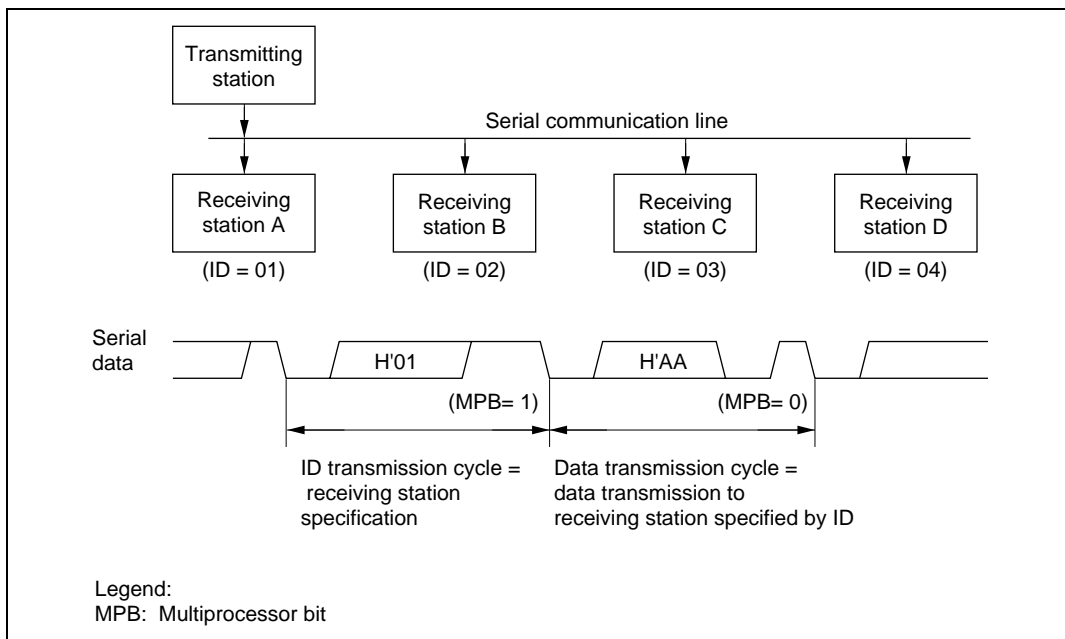 Transmitting
station
Serial communication line
Receiving
station A
Receiving
station B
Receiving
station C
Receiving
station D
(ID = 01)
(ID = 02)
(ID = 03)
(ID = 04)
Serial
data
H'01
H'AA
(MPB= 1)
(MPB= 0)
ID transmission cycle =
receiving station
specification
Data transmission cycle =
data transmission to
receiving station specified by ID
Legend:
MPB: Multiprocessor bit